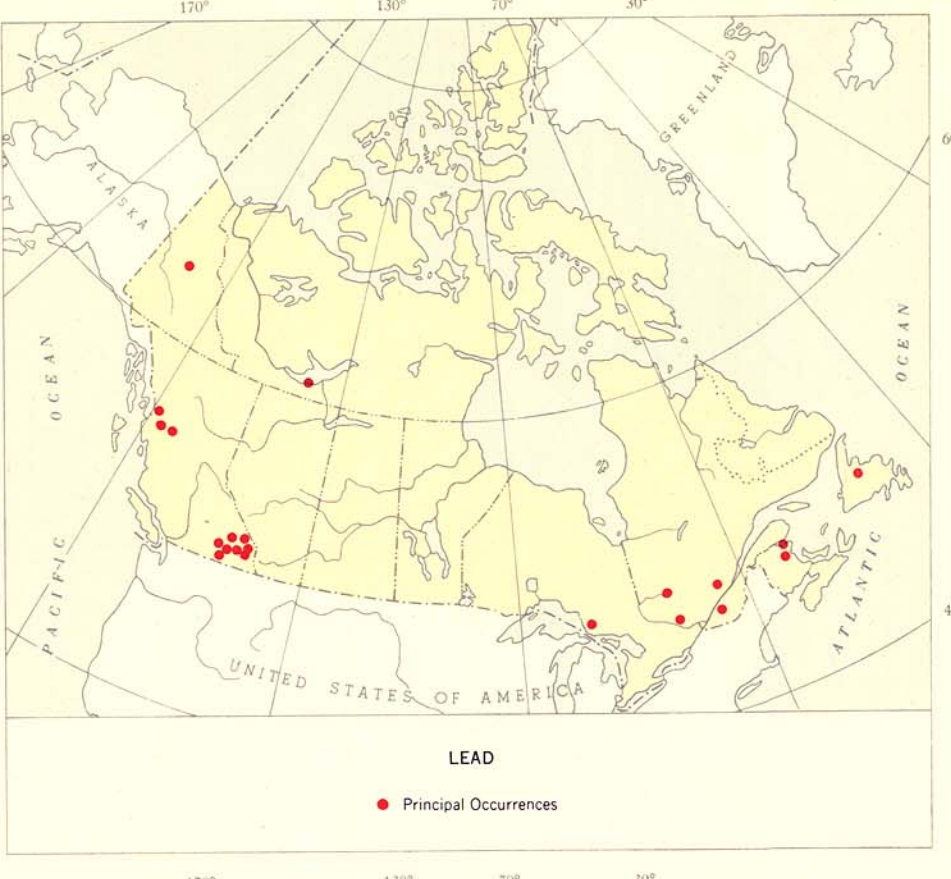 170° 130° 70° 30°
GREENLAND
ALASKA
OCEAN
PACIFIC
OCEAN
ATLANTIC
UNITED STATES OF AMERICA
LEAD
Principal Occurrences